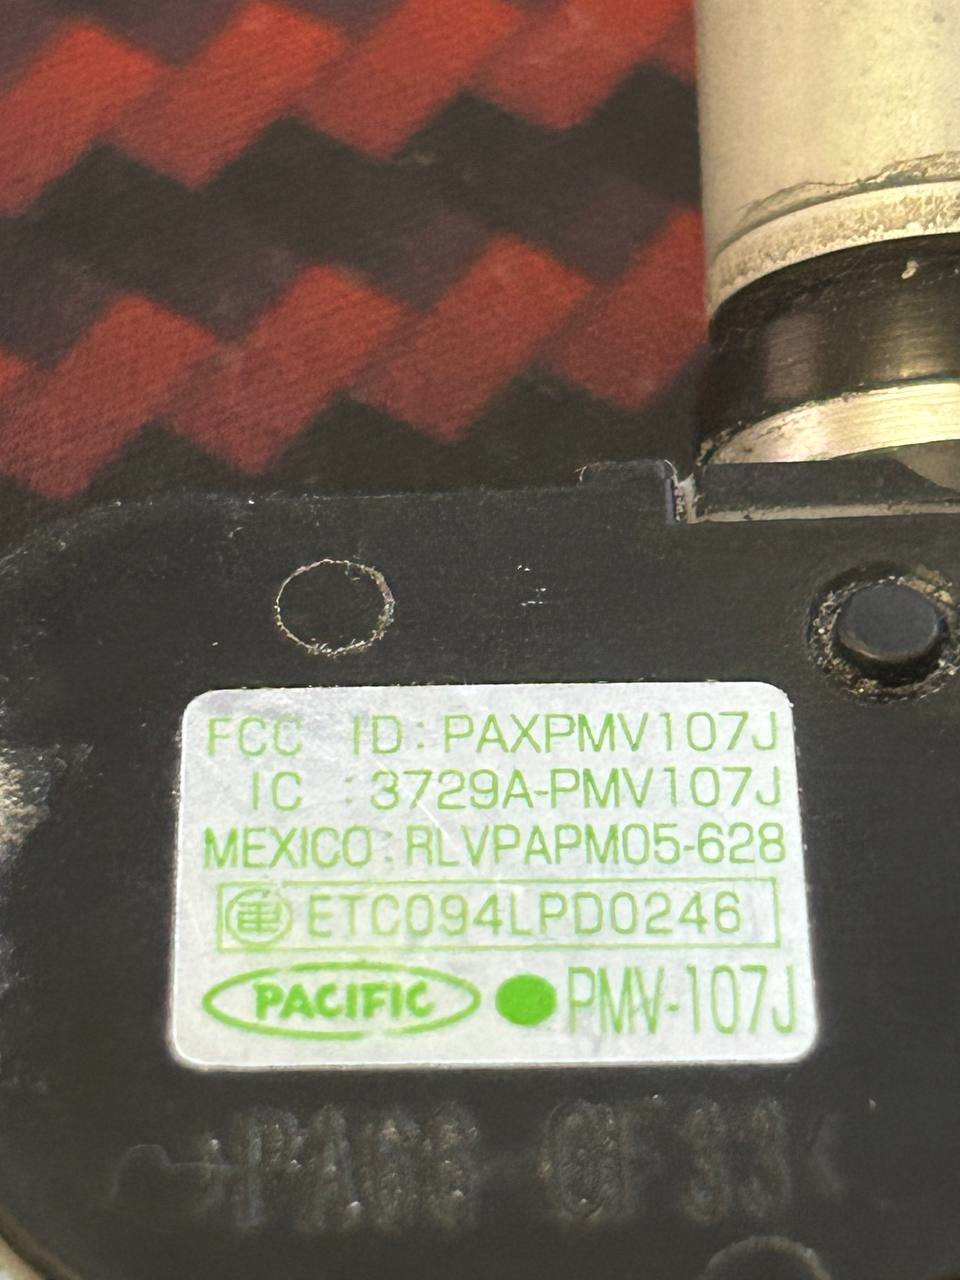 FCC ID: PAXPMV107J
IC : 3729A-PMV107J
MEXICO: RLVPAPM05-628
ETC094LPD0246
PACIFIC ●PMV-107J